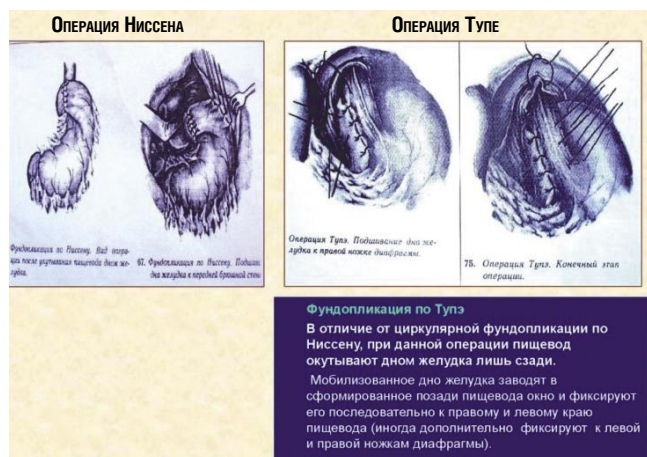 Операция Ниссена
Операция Тупе
Фундопликация по Ниссену. Вид опера-
ции после укутывания пищевода дном же-
лудка.
67. Фундопликация по Ниссену. Подшив
дна желудка к передней брюшной стен
Операция Тупэ. Подшивание дна же-
лудка к правой ножке диафрагмы.
75. Операция Тупэ. Конечный этап
операции.
Фундопликация по Тупэ
В отличие от циркулярной фундопликации по
Ниссену, при данной операции пищевод
окутывают дном желудка лишь сзади.
Мобилизованное дно желудка заводят в
сформированное позади пищевода окно и фиксируют
его последовательно к правому и левому краю
пищевода (иногда дополнительно фиксируют к левой
и правой ножкам диафрагмы).